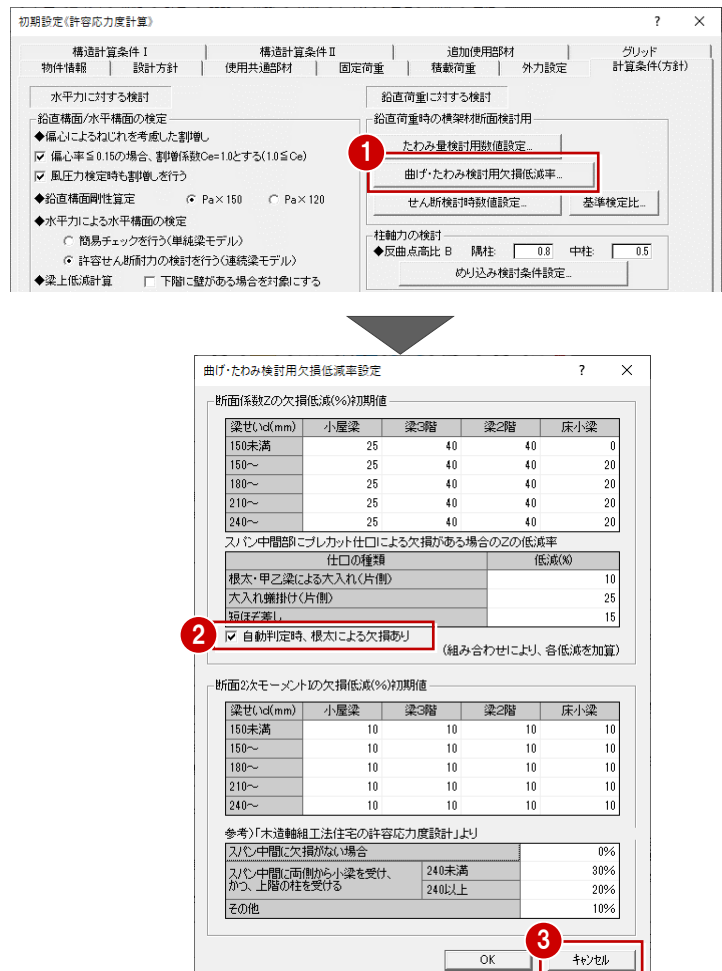 初期設定《許容応力度計算》 ? ×
構造計算条件Ⅰ 構造計算条件Ⅱ 追加使用部材 グリッド
物件情報 設計方針 使用共通部材 固定荷重 積載荷重 外力設定 計算条件(方針)
水平力に対する検討
鉛直構面/水平構面の検定
◆偏心によるねじれを考慮した割増し
偏心率≦0.15の場合、割増係数Ce=1.0とする(1.0≦Ce)
風圧力検定時も割増しを行う
◆鉛直構面剛性算定 Pa×150 Pa×120
◆水平力による水平構面の検定
簡易チェックを行う(単純梁モデル)
許容せん断耐力の検討を行う(連続梁モデル)
◆梁上低減計算 下階に壁がある場合を対象にする
鉛直荷重に対する検討
鉛直荷重時の横架材断面検討用
たわみ量検討用数値設定...
1
曲げ・たわみ検討用欠損低減率...
せん断検討時数値設定... 基準検定比...
柱軸力の検討
◆反曲点高比 B 隅柱: 0.8 中柱: 0.5
めり込み検討条件設定...
曲げ・たわみ検討用欠損低減率設定 ? ×
断面係数Zの欠損低減(%)初期値
梁せいd(mm) 小屋梁 梁3階 梁2階 床小梁
150未満 25 40 40 0
150～ 25 40 40 20
180～ 25 40 40 20
210～ 25 40 40 20
240～ 25 40 40 20
スパン中間部にプレカット仕口による欠損がある場合のZの低減率
仕口の種類 低減(%)
根太・甲乙梁による大入れ(片側) 10
大入れ蟻掛け(片側) 25
短ほぞ差し 15
2
自動判定時、根太による欠損あり
(組み合わせにより、各低減を加算)
断面2次モーメントIの欠損低減(%)初期値
梁せいd(mm) 小屋梁 梁3階 梁2階 床小梁
150未満 10 10 10 10
150～ 10 10 10 10
180～ 10 10 10 10
210～ 10 10 10 10
240～ 10 10 10 10
参考)「木造軸組工法住宅の許容応力度設計」より
スパン中間に欠損がない場合 0%
スパン中間に両側から小梁を受け、かつ、上階の柱を受ける 240未満 30%
240以上 20%
その他 10%
3
OK キャンセル